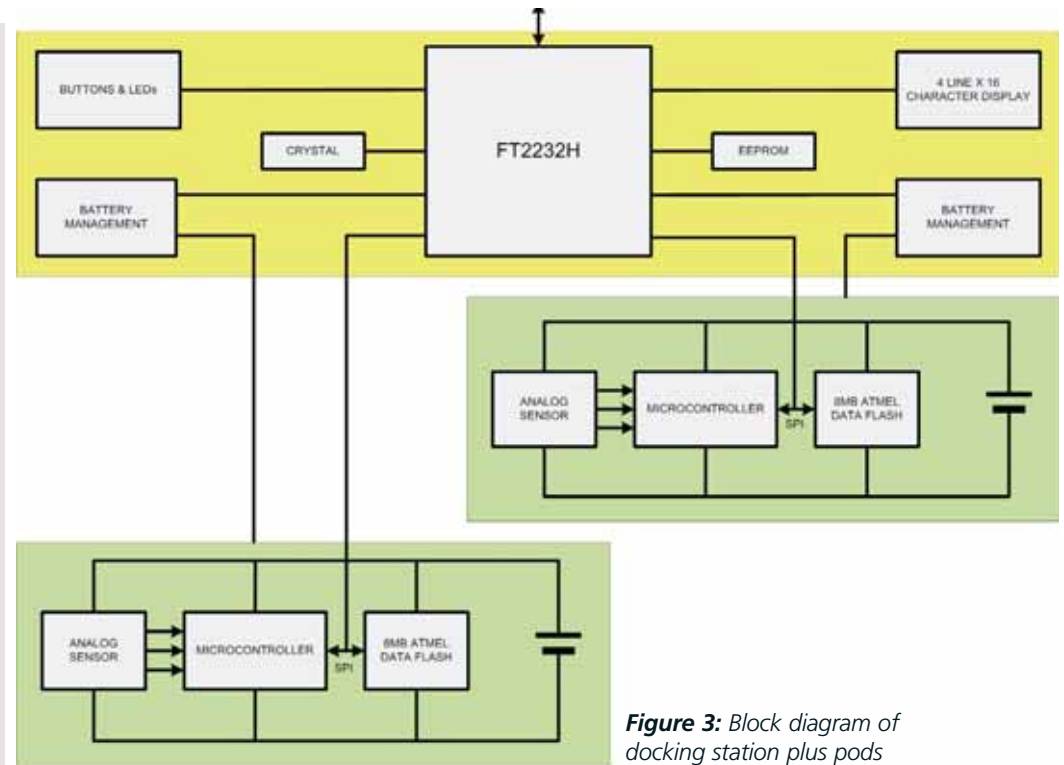 BUTTONS & LEDs
4 LINE X 16
CHARACTER DISPLAY
FT2232H
CRYSTAL
EEPROM
BATTERY
MANAGEMENT
BATTERY
MANAGEMENT
ANALOG
SENSOR
MICROCONTROLLER
SPI
8MB ATMEL
DATA FLASH
ANALOG
SENSOR
MICROCONTROLLER
SPI
8MB ATMEL
DATA FLASH
Figure 3: Block diagram of
docking station plus pods